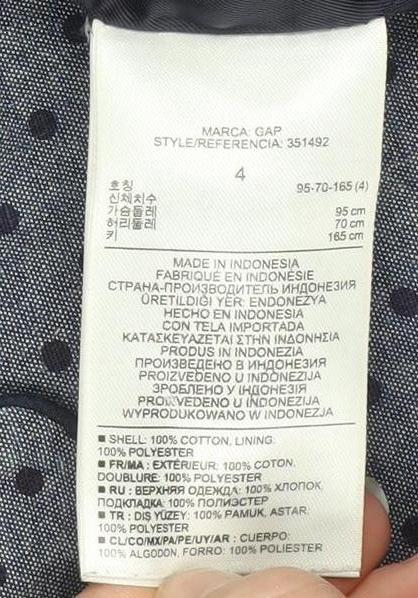 MARCA: GAP
STYLE/REFERENCIA: 351492
4
호칭 95-70-165 (4)
신체치수
가슴둘레 95 cm
허리둘레 70 cm
키 165 cm
MADE IN INDONESIA
FABRIQUÉ EN INDONÉSIE
СТРАНА-ПРОИЗВОДИТЕЛЬ ИНДОНЕЗИЯ
ÜRETILDIĞI YER: ENDONEZYA
HECHO EN INDONESIA
CON TELA IMPORTADA
ΚΑΤΑΣΚΕΥΑΖΕΤΑΙ ΣΤΗΝ ΙΝΔΟΝΗΣΙΑ
PRODUS IN INDONEZIA
ПРОИЗВЕДЕНО В ИНДОНЕЗИЯ
PROIZVEDENO U INDONEZIJA
ЗРОБЛЕНО У ІНДОНЕЗІЯ
PROIZVEDENO U INDONEZIJA
WYPRODUKOWANO W INDONEZJA
■ SHELL: 100% COTTON, LINING:
100% POLYESTER
■ FR/MA : EXTÉRIEUR: 100% COTON,
DOUBLURE: 100% POLYESTER
■ RU : ВЕРХНЯЯ ОДЕЖДА: 100% ХЛОПОК,
ПОДКЛАДКА: 100% ПОЛИЭСТЕР
■ TR : DIŞ YÜZEY: 100% PAMUK, ASTAR:
100% POLYESTER
■ CL/CO/MX/PA/PE/UY/AR : CUERPO:
100% ALGODON, FORRO: 100% POLIESTER